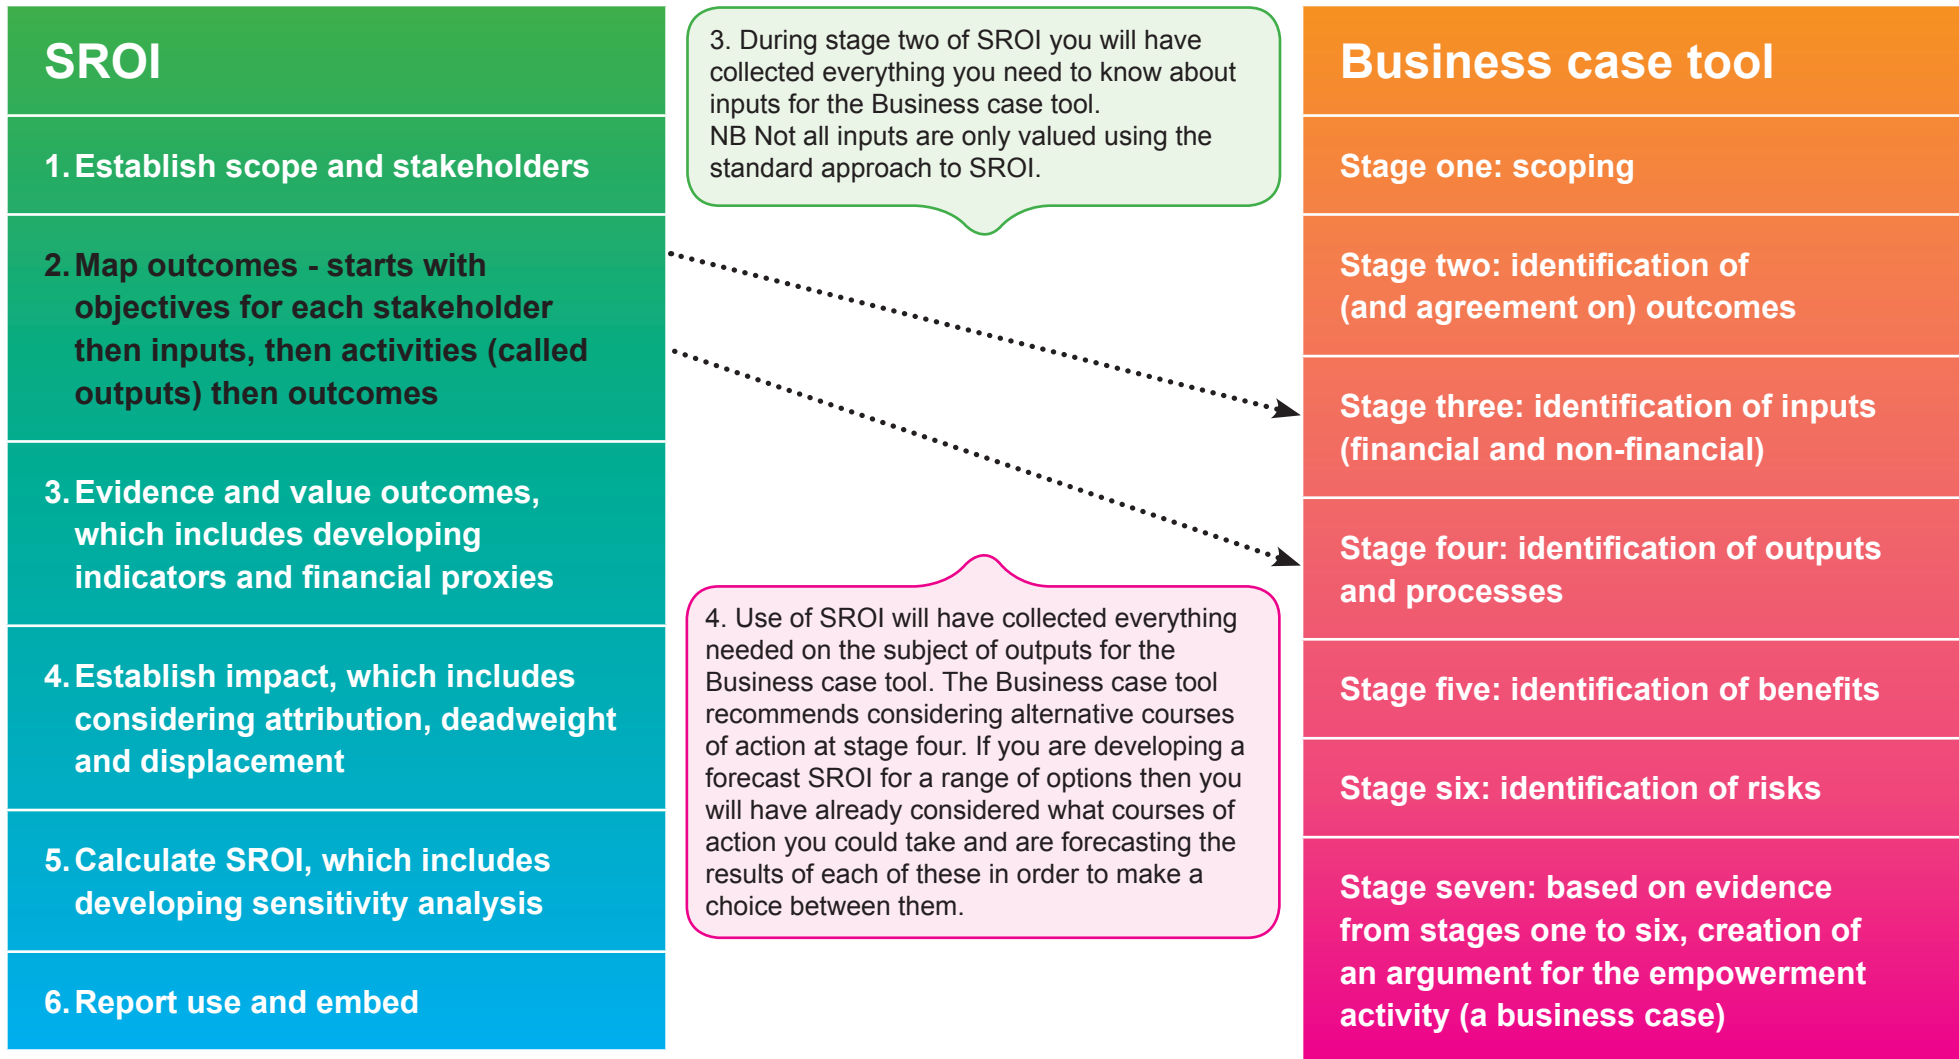 SROI
1. Establish scope and stakeholders
2. Map outcomes - starts with
objectives for each stakeholder
then inputs, then activities (called
outputs) then outcomes
3. Evidence and value outcomes,
which includes developing
indicators and financial proxies
4. Establish impact, which includes
considering attribution, deadweight
and displacement
5. Calculate SROI, which includes
developing sensitivity analysis
6. Report use and embed
3. During stage two of SROI you will have
collected everything you need to know about
inputs for the Business case tool.
NB Not all inputs are only valued using the
standard approach to SROI.
4. Use of SROI will have collected everything
needed on the subject of outputs for the
Business case tool. The Business case tool
recommends considering alternative courses
of action at stage four. If you are developing a
forecast SROI for a range of options then you
will have already considered what courses of
action you could take and are forecasting the
results of each of these in order to make a
choice between them.
Business case tool
Stage one: scoping
Stage two: identification of
(and agreement on) outcomes
Stage three: identification of inputs
(financial and non-financial)
Stage four: identification of outputs
and processes
Stage five: identification of benefits
Stage six: identification of risks
Stage seven: based on evidence
from stages one to six, creation of
an argument for the empowerment
activity (a business case)